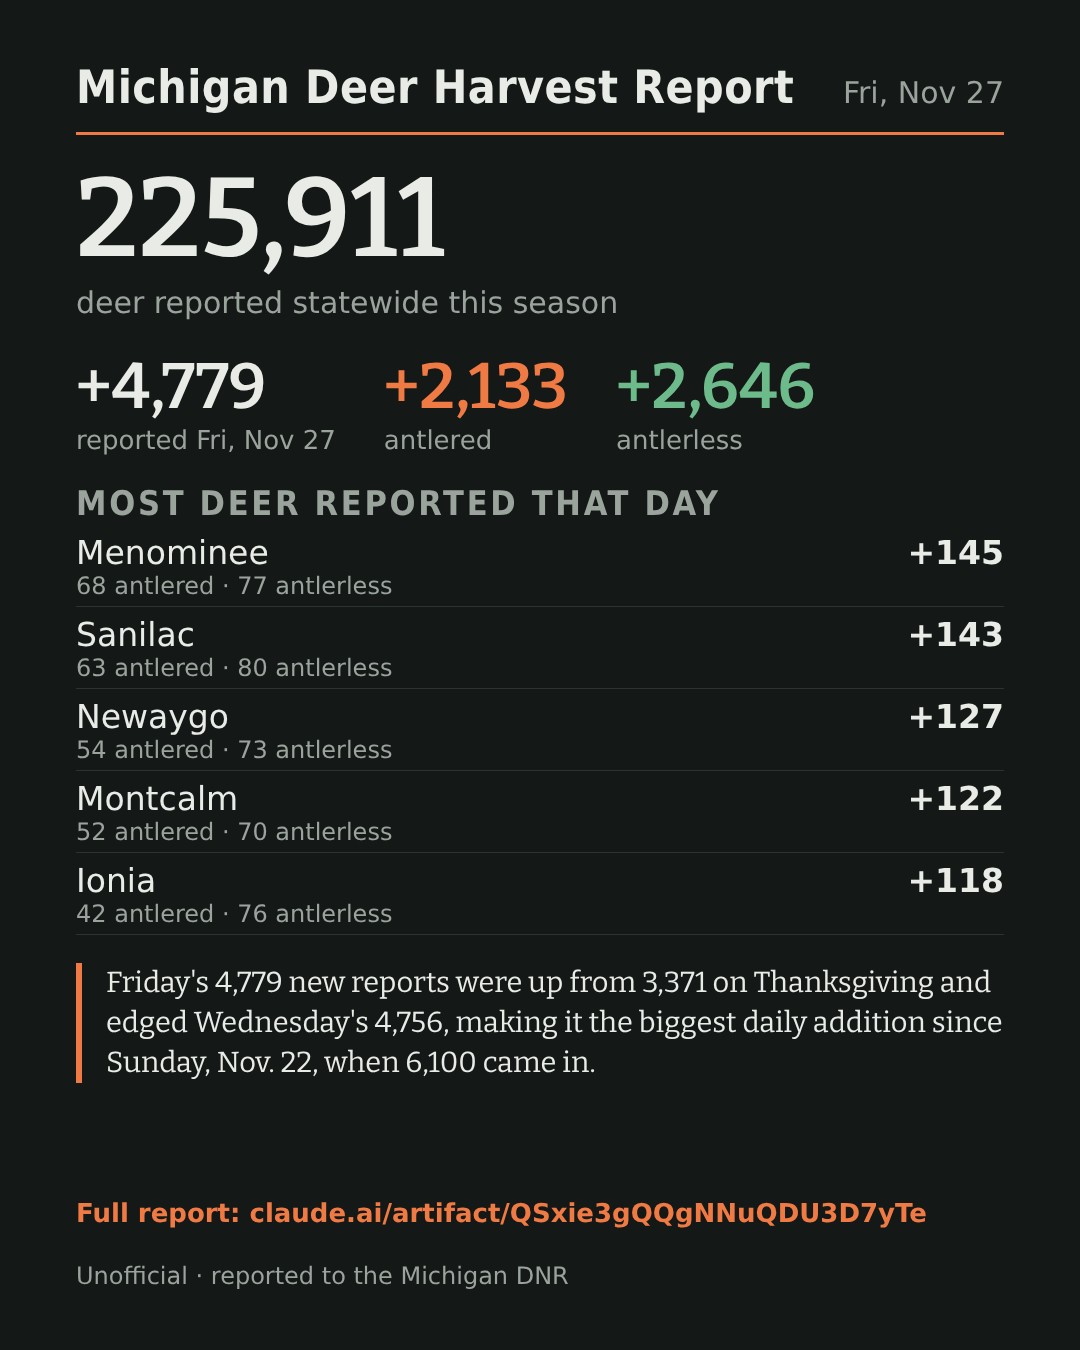 Michigan Deer Harvest Report Fri, Nov 27
225,911
deer reported statewide this season
+4,779 +2,133 +2,646
reported Fri, Nov 27 antlered antlerless
MOST DEER REPORTED THAT DAY
Menominee +145
68 antlered · 77 antlerless
Sanilac +143
63 antlered · 80 antlerless
Newaygo +127
54 antlered · 73 antlerless
Montcalm +122
52 antlered · 70 antlerless
Ionia +118
42 antlered · 76 antlerless
Friday's 4,779 new reports were up from 3,371 on Thanksgiving and
edged Wednesday's 4,756, making it the biggest daily addition since
Sunday, Nov. 22, when 6,100 came in.
Full report: claude.ai/artifact/QSxie3gQQgNNuQDU3D7yTe
Unofficial · reported to the Michigan DNR